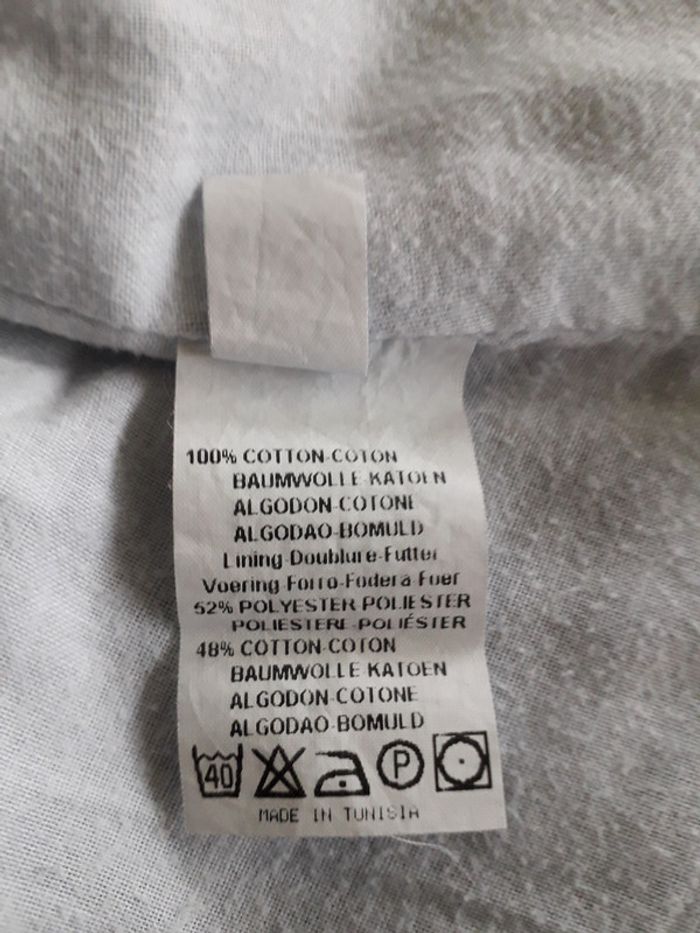 100% COTTON-COTON
BAUMWOLLE-KATOEN
ALGODON-COTONE
ALGODAO-BOMULD
Lining-Doublure-Futter
Voering-Forro-Fodera-Foer
52% POLYESTER-POLIESTER
POLIESTERE-POLIÉSTER
48% COTTON-COTON
BAUMWOLLE-KATOEN
ALGODON-COTONE
ALGODAO-BOMULD
40 P
MADE IN TUNISIA